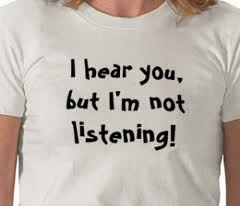 I hear you,
but I'm not
listening!